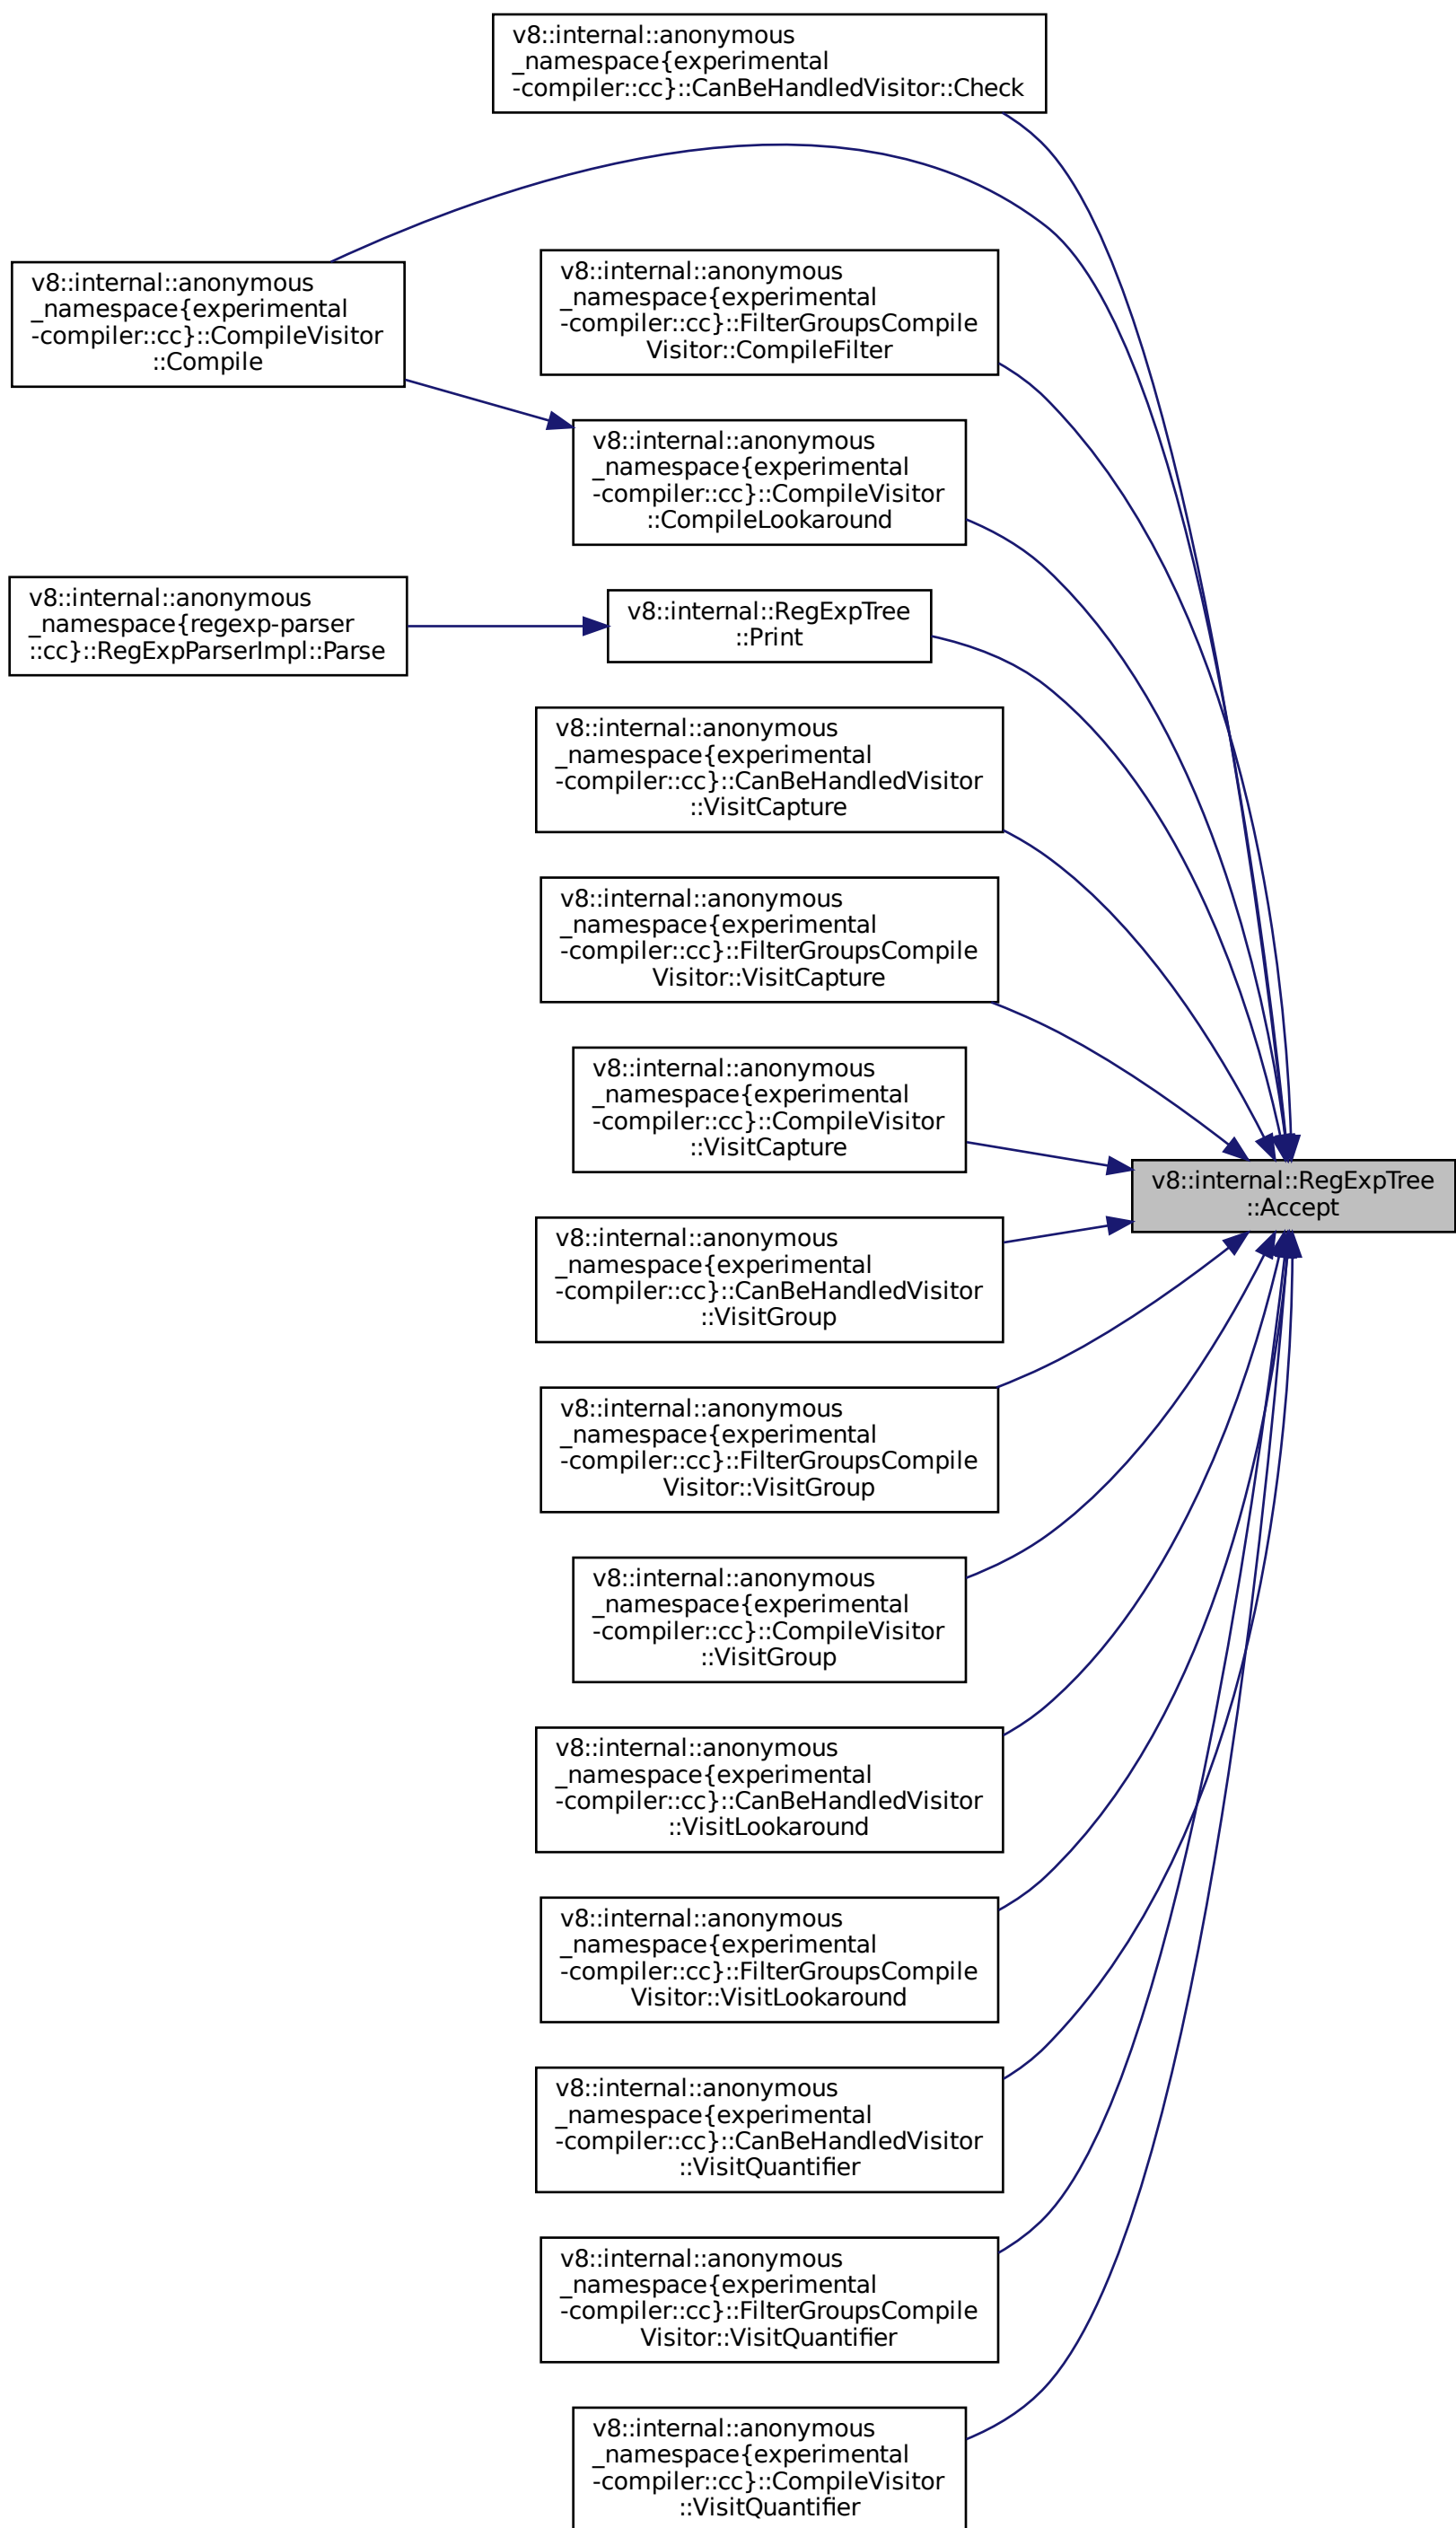 v8::internal::anonymous
_namespace{experimental
-compiler::cc}::CanBeHandledVisitor::Check
v8::internal::anonymous
_namespace{experimental
-compiler::cc}::CompileVisitor
::Compile
v8::internal::anonymous
_namespace{experimental
-compiler::cc}::FilterGroupsCompile
Visitor::CompileFilter
v8::internal::anonymous
_namespace{experimental
-compiler::cc}::CompileVisitor
::CompileLookaround
v8::internal::anonymous
_namespace{regexp-parser
::cc}::RegExpParserImpl::Parse
v8::internal::RegExpTree
::Print
v8::internal::anonymous
_namespace{experimental
-compiler::cc}::CanBeHandledVisitor
::VisitCapture
v8::internal::anonymous
_namespace{experimental
-compiler::cc}::FilterGroupsCompile
Visitor::VisitCapture
v8::internal::anonymous
_namespace{experimental
-compiler::cc}::CompileVisitor
::VisitCapture
v8::internal::RegExpTree
::Accept
v8::internal::anonymous
_namespace{experimental
-compiler::cc}::CanBeHandledVisitor
::VisitGroup
v8::internal::anonymous
_namespace{experimental
-compiler::cc}::FilterGroupsCompile
Visitor::VisitGroup
v8::internal::anonymous
_namespace{experimental
-compiler::cc}::CompileVisitor
::VisitGroup
v8::internal::anonymous
_namespace{experimental
-compiler::cc}::CanBeHandledVisitor
::VisitLookaround
v8::internal::anonymous
_namespace{experimental
-compiler::cc}::FilterGroupsCompile
Visitor::VisitLookaround
v8::internal::anonymous
_namespace{experimental
-compiler::cc}::CanBeHandledVisitor
::VisitQuantifier
v8::internal::anonymous
_namespace{experimental
-compiler::cc}::FilterGroupsCompile
Visitor::VisitQuantifier
v8::internal::anonymous
_namespace{experimental
-compiler::cc}::CompileVisitor
::VisitQuantifier